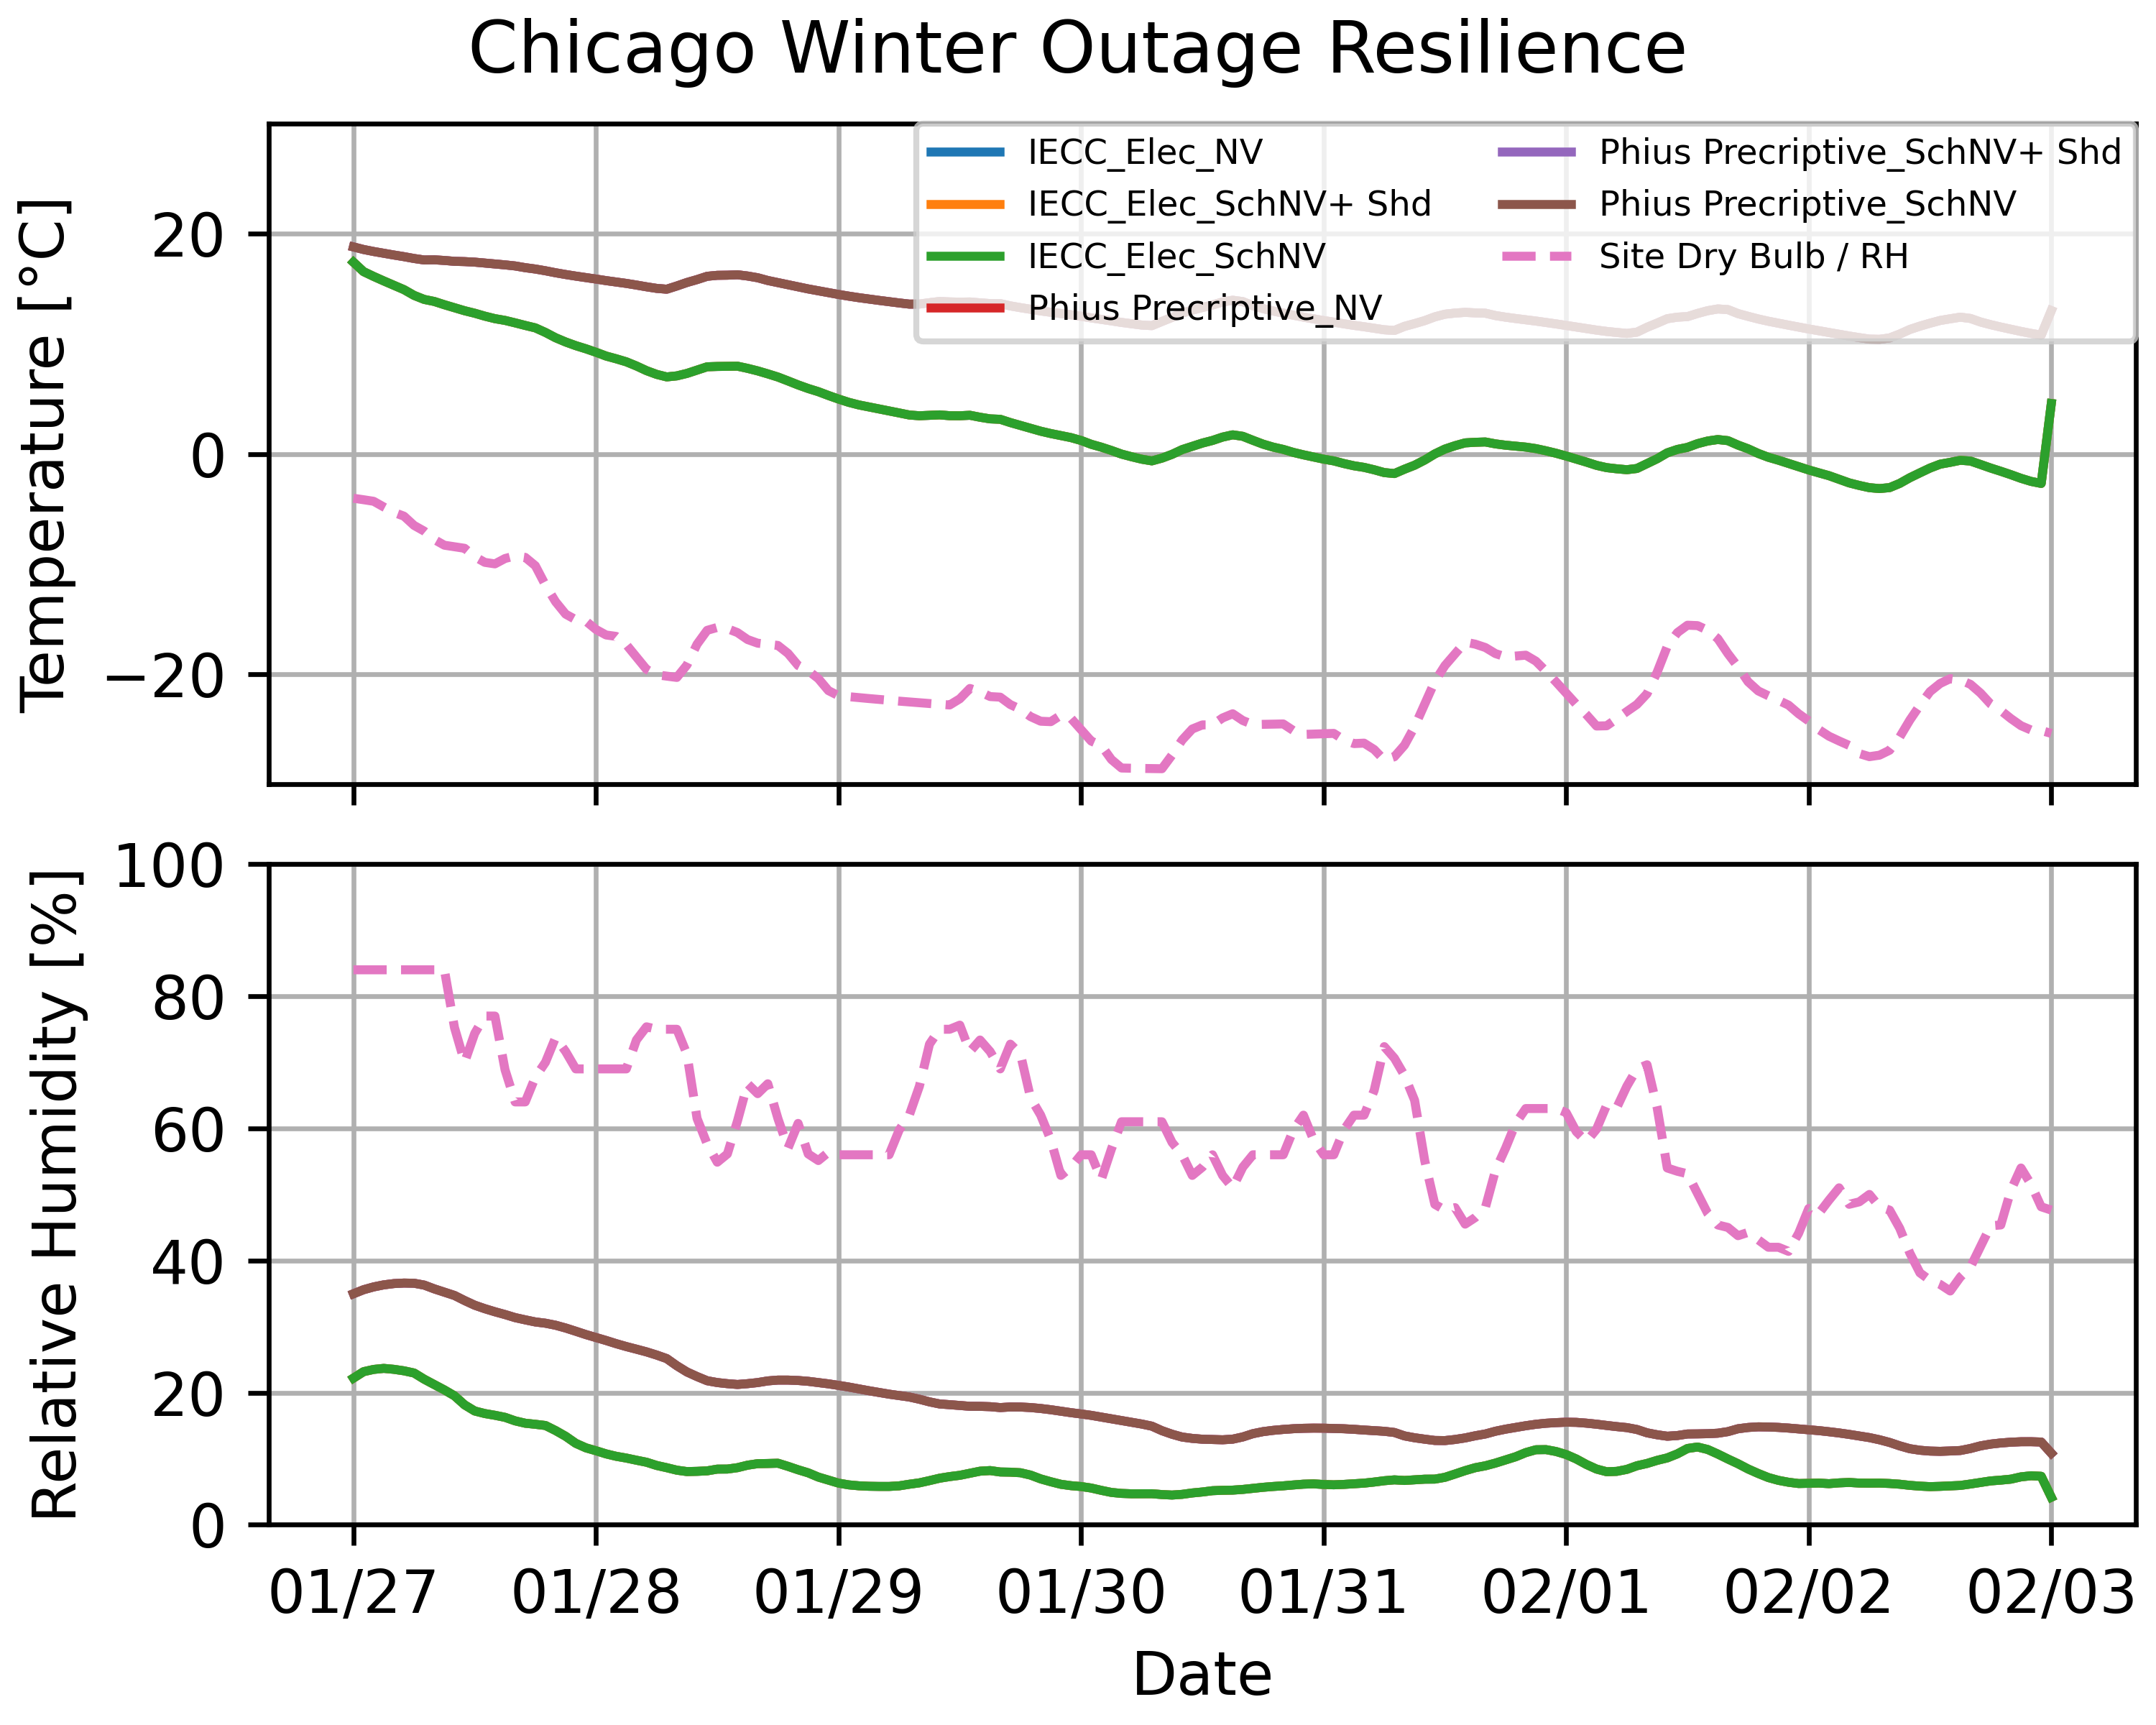 Chicago Winter Outage Resilience
IECC_Elec_NV
IECC_Elec_SchNV+ Shd
IECC_Elec_SchNV
Phius Precriptive_NV
Phius Precriptive_SchNV+ Shd
Phius Precriptive_SchNV
Site Dry Bulb / RH
Temperature [°C]
20
0
−20
Relative Humidity [%]
100
80
60
40
20
0
01/27 01/28 01/29 01/30 01/31 02/01 02/02 02/03
Date